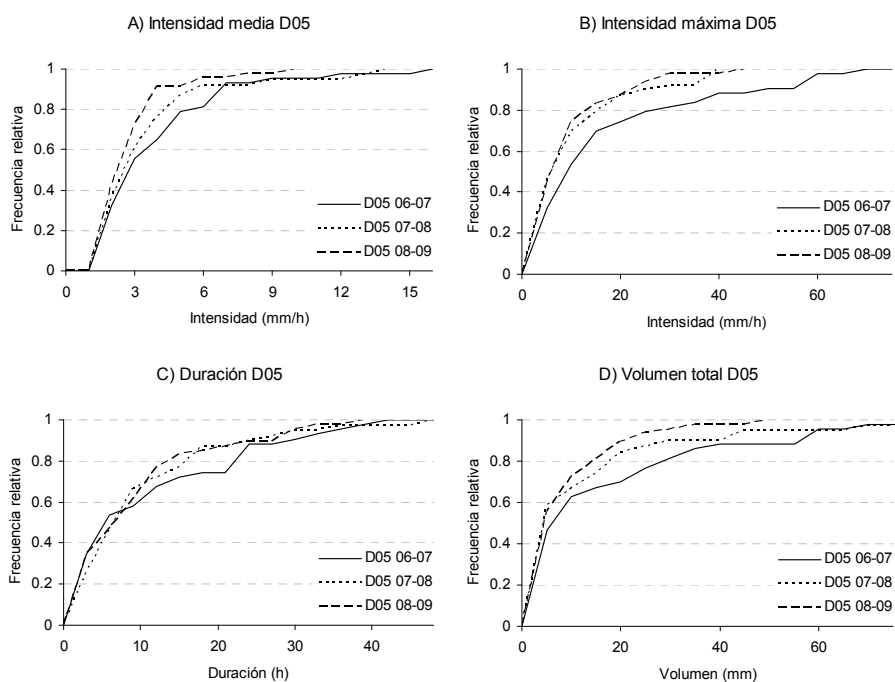 A) Intensidad media D05
Frecuencia relativa
1
0.8
0.6
0.4
0.2
0
D05 06-07
D05 07-08
D05 08-09
0 3 6 9 12 15
Intensidad (mm/h)
B) Intensidad máxima D05
Frecuencia relativa
1
0.8
0.6
0.4
0.2
0
D05 06-07
D05 07-08
D05 08-09
0 20 40 60
Intensidad (mm/h)
C) Duración D05
Frecuencia relativa
1
0.8
0.6
0.4
0.2
0
D05 06-07
D05 07-08
D05 08-09
0 10 20 30 40
Duración (h)
D) Volumen total D05
Frecuencia relativa
1
0.8
0.6
0.4
0.2
0
D05 06-07
D05 07-08
D05 08-09
0 20 40 60
Volumen (mm)